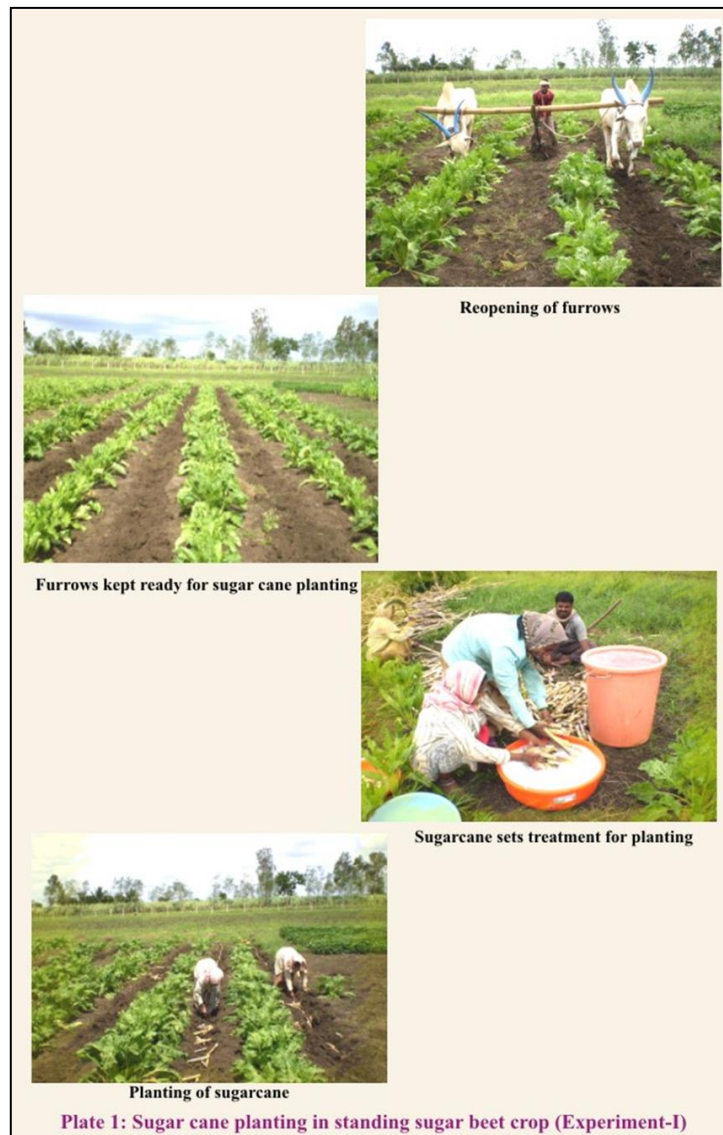 Reopening of furrows
Furrows kept ready for sugar cane planting
Sugarcane sets treatment for planting
Planting of sugarcane
Plate 1: Sugar cane planting in standing sugar beet crop (Experiment-I)